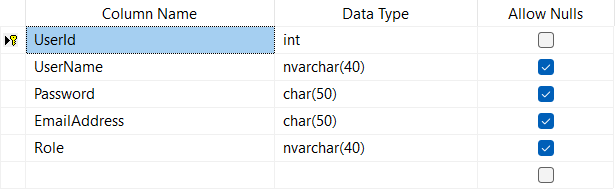 Column Name Data Type Allow Nulls
UserId int
UserName nvarchar(40)
Password char(50)
EmailAddress char(50)
Role nvarchar(40)